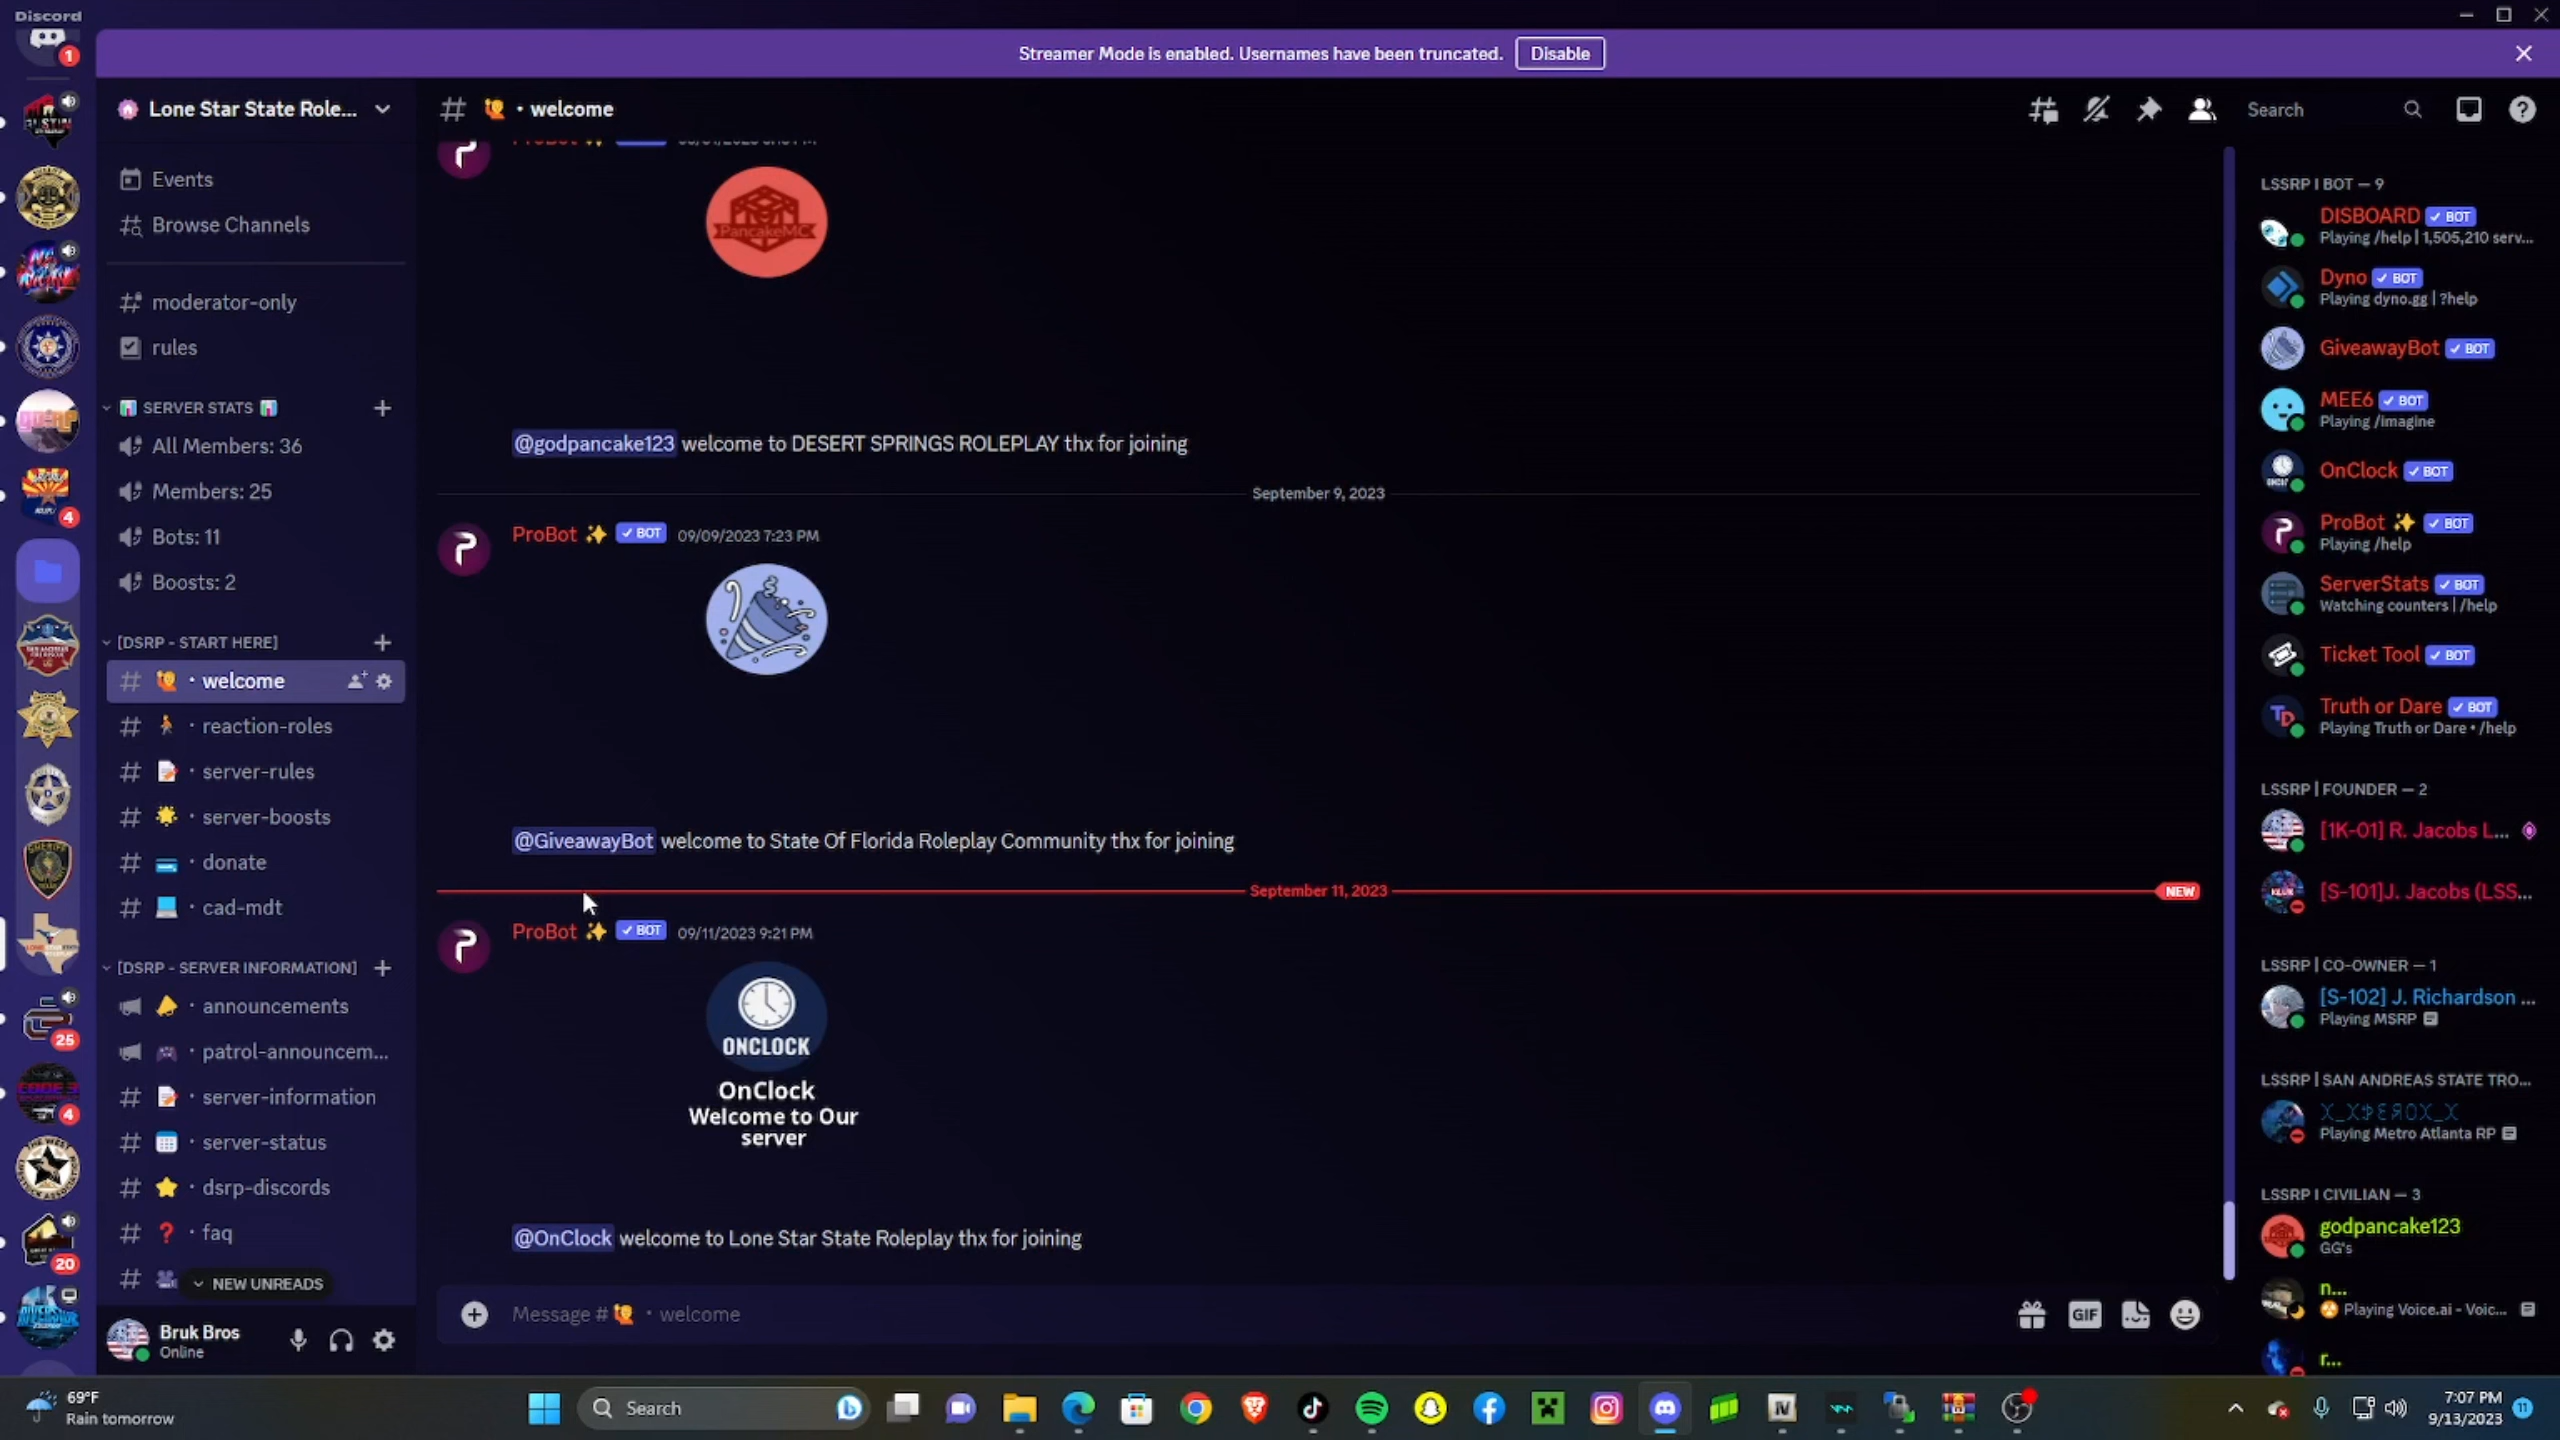 Discord
Streamer Mode is enabled. Usernames have been truncated. Disable
Lone Star State Role...
Events
Browse Channels
moderator-only
rules
SERVER STATS
All Members: 36
Members: 25
Bots: 11
Boosts: 2
[DSRP - START HERE]
welcome
reaction-roles
server-rules
server-boosts
donate
cad-mdt
[DSRP - SERVER INFORMATION]
announcements
patrol-announcem...
server-information
server-status
dsrp-discords
faq
NEW UNREADS
Bruk Bros
Online
1
4
25
4
20
# · welcome
Search
PancakeMC
@godpancake123 welcome to DESERT SPRINGS ROLEPLAY thx for joining
September 9, 2023
ProBot ✨ ✓ BOT 09/09/2023 7:23 PM
@GiveawayBot welcome to State Of Florida Roleplay Community thx for joining
September 11, 2023 NEW
ProBot ✨ ✓ BOT 09/11/2023 9:21 PM
ONCLOCK
OnClock
Welcome to Our
server
@OnClock welcome to Lone Star State Roleplay thx for joining
Message # · welcome
GIF
LSSRP | BOT — 9
DISBOARD ✓ BOT
Playing /help | 1,505,210 serv...
Dyno ✓ BOT
Playing dyno.gg | ?help
GiveawayBot ✓ BOT
MEE6 ✓ BOT
Playing /imagine
OnClock ✓ BOT
ProBot ✨ ✓ BOT
Playing /help
ServerStats ✓ BOT
Watching counters | /help
Ticket Tool ✓ BOT
Truth or Dare ✓ BOT
Playing Truth or Dare • /help
LSSRP | FOUNDER — 2
[1K-01] R. Jacobs L...
[S-101]J. Jacobs (LSS...
LSSRP | CO-OWNER — 1
[S-102] J. Richardson ...
Playing MSRP
LSSRP | SAN ANDREAS STATE TRO...
Playing Metro Atlanta RP
LSSRP | CIVILIAN — 3
godpancake123
GG's
n...
Playing Voice.ai - Voic...
r...
69°F
Rain tomorrow
Search
7:07 PM
9/13/2023
11